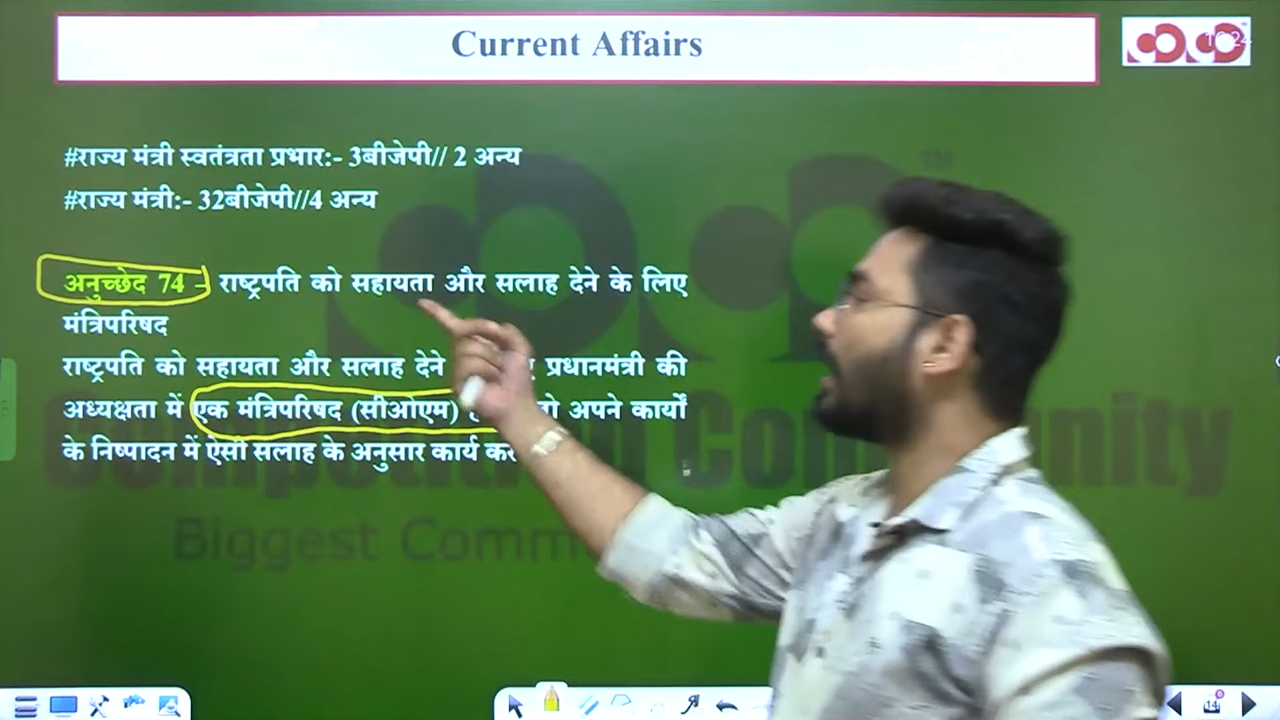 Current Affairs
#राज्य मंत्री स्वतंत्रता प्रभार:- 3बीजेपी// 2 अन्य
#राज्य मंत्री:- 32बीजेपी//4 अन्य
अनुच्छेद 74 - राष्ट्रपति को सहायता और सलाह देने के लिए
मंत्रिपरिषद
राष्ट्रपति को सहायता और सलाह देने प्रधानमंत्री की
अध्यक्षता में एक मंत्रिपरिषद (सीओएम) अपने कार्यों
के निष्पादन में ऐसी सलाह के अनुसार कार्य
Biggest